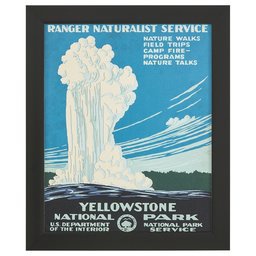 RANGER NATURALIST SERVICE
NATURE WALKS
FIELD TRIPS
CAMP FIRE–
PROGRAMS
NATURE TALKS
YELLOWSTONE
NATIONAL PARK
U.S. DEPARTMENT OF THE INTERIOR
NATIONAL PARK SERVICE